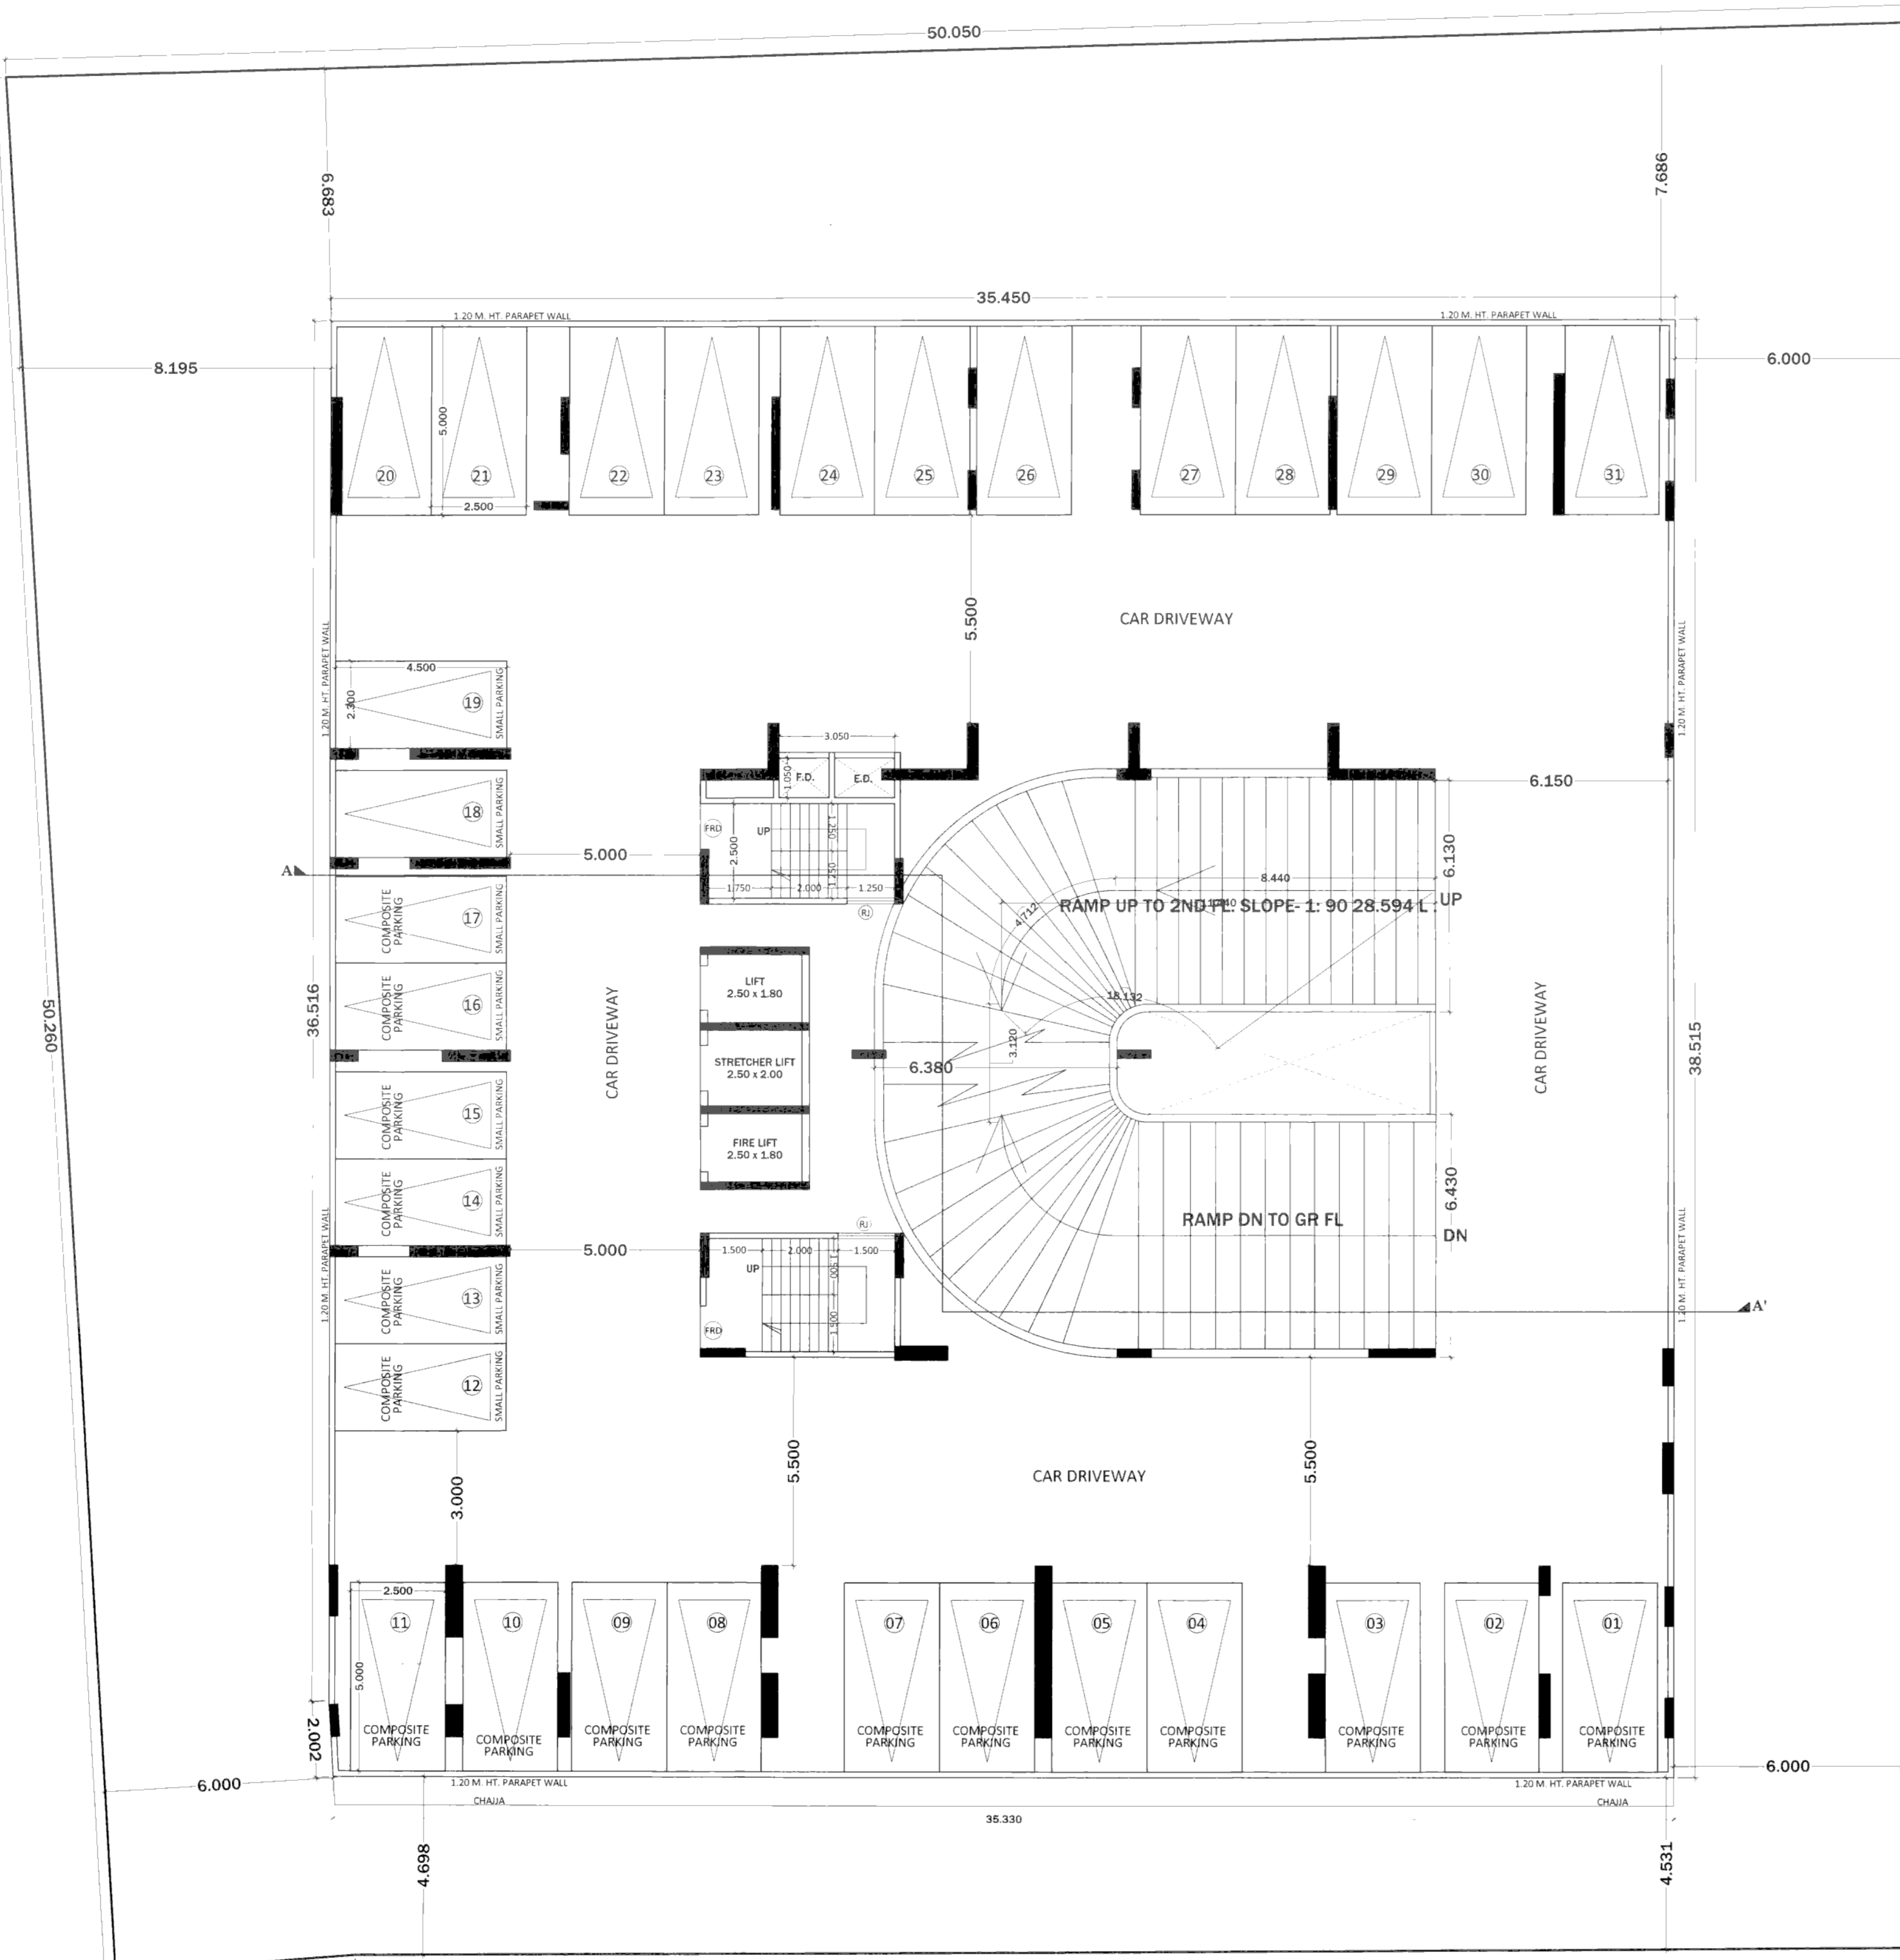 50.050
6.683
7.686
35.450
1.20 M. HT. PARAPET WALL
1.20 M. HT. PARAPET WALL
8.195
6.000
5.000
20
21
22
23
24
25
26
27
28
29
30
31
2.500
5.500
CAR DRIVEWAY
1.20 M. HT. PARAPET WALL
1.20 M. HT. PARAPET WALL
4.500
2.300
19
SMALL PARKING
3.050
1.050
F.D.
E.D.
6.150
18
SMALL PARKING
FRD
UP
2.500
1.250
1.250
5.000
6.130
A
1.750
2.000
1.250
8.440
RJ
4.712
RAMP UP TO 2ND FL. SLOPE- 1: 90 28.594 L
UP
COMPOSITE
PARKING
17
SMALL PARKING
LIFT
2.50 x 1.80
COMPOSITE
PARKING
16
SMALL PARKING
18.132
36.516
50.260
CAR DRIVEWAY
STRETCHER LIFT
2.50 x 2.00
3.120
6.380
CAR DRIVEWAY
38.515
COMPOSITE
PARKING
15
SMALL PARKING
FIRE LIFT
2.50 x 1.80
COMPOSITE
PARKING
14
SMALL PARKING
6.430
RAMP DN TO GR FL
RJ
DN
5.000
1.500
2.000
1.500
UP
1.500
1.500
FRD
1.20 M. HT. PARAPET WALL
1.20 M. HT. PARAPET WALL
COMPOSITE
PARKING
13
SMALL PARKING
A'
COMPOSITE
PARKING
12
SMALL PARKING
5.500
5.500
3.000
CAR DRIVEWAY
2.500
11
10
09
08
07
06
05
04
03
02
01
5.000
COMPOSITE
PARKING
COMPOSITE
PARKING
COMPOSITE
PARKING
COMPOSITE
PARKING
COMPOSITE
PARKING
COMPOSITE
PARKING
COMPOSITE
PARKING
COMPOSITE
PARKING
COMPOSITE
PARKING
COMPOSITE
PARKING
COMPOSITE
PARKING
2.002
6.000
6.000
1.20 M. HT. PARAPET WALL
1.20 M. HT. PARAPET WALL
CHAJJA
CHAJJA
35.330
4.698
4.531